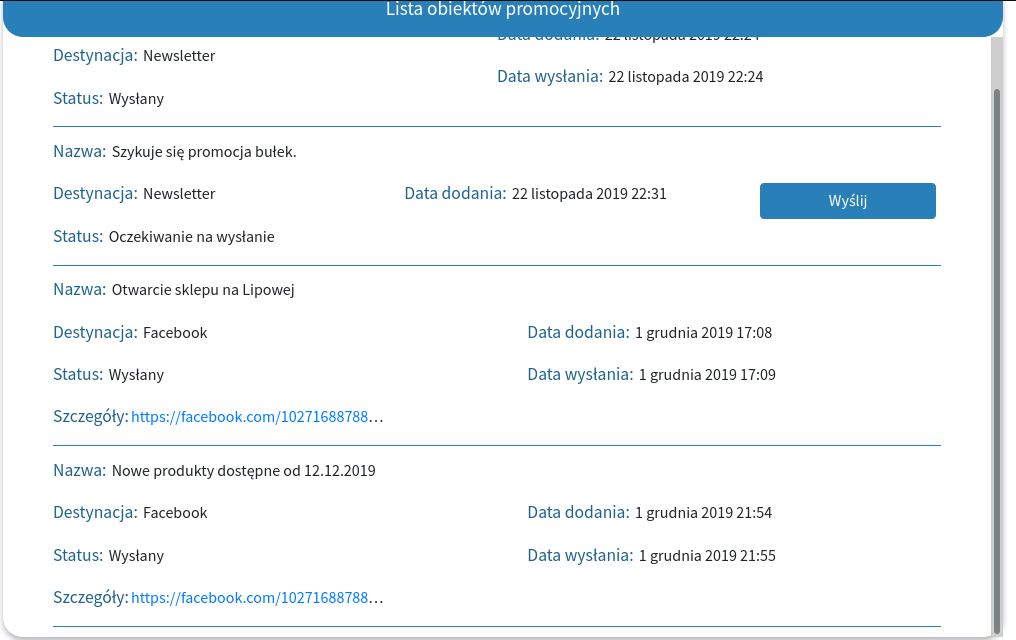 Lista obiektów promocyjnych
Data dodania: 22 listopada 2019 22:24
Destynacja: Newsletter
Data wysłania: 22 listopada 2019 22:24
Status: Wysłany
Nazwa: Szykuje się promocja bułek.
Destynacja: Newsletter
Data dodania: 22 listopada 2019 22:31
Wyślij
Status: Oczekiwanie na wysłanie
Nazwa: Otwarcie sklepu na Lipowej
Destynacja: Facebook
Data dodania: 1 grudnia 2019 17:08
Status: Wysłany
Data wysłania: 1 grudnia 2019 17:09
Szczegóły: https://facebook.com/10271688788...
Nazwa: Nowe produkty dostępne od 12.12.2019
Destynacja: Facebook
Data dodania: 1 grudnia 2019 21:54
Status: Wysłany
Data wysłania: 1 grudnia 2019 21:55
Szczegóły: https://facebook.com/10271688788...